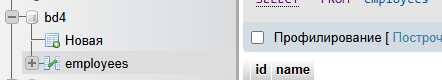 bd4
Новая
employees
SELECT * FROM employees
Профилирование [ Построч
id name